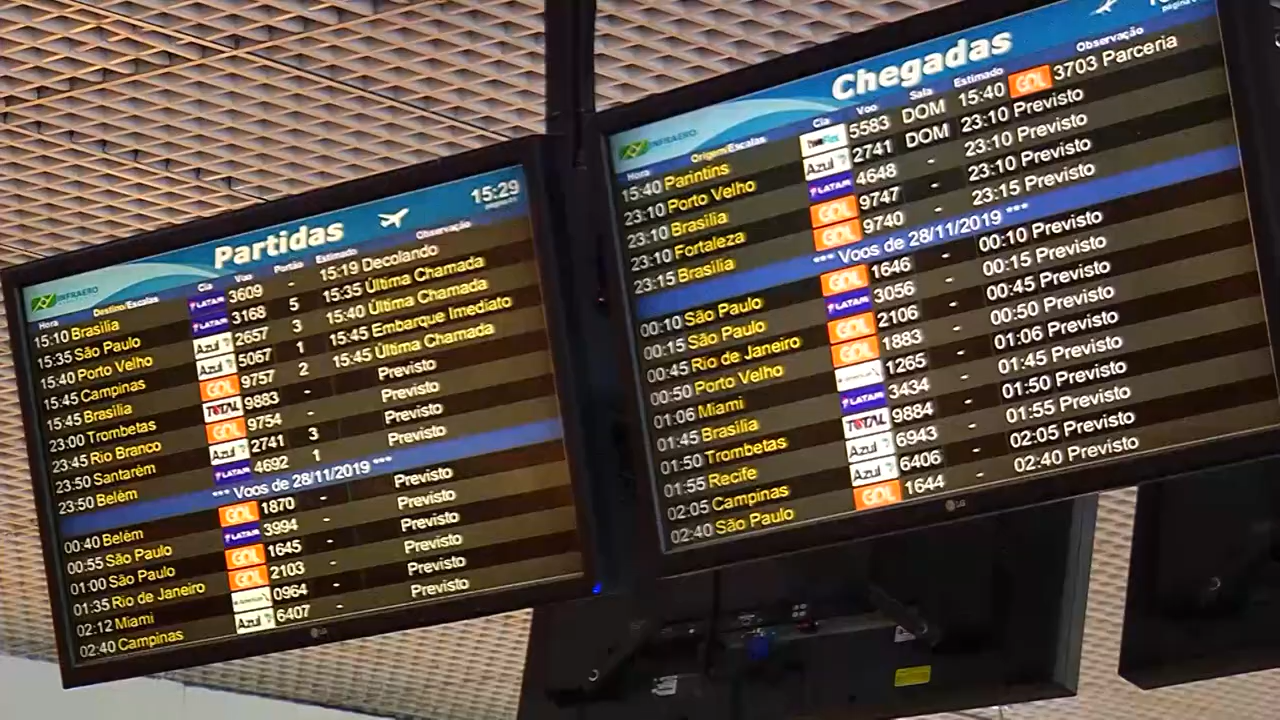 INFRAERO
Partidas
15:29
Hora Destino/Escalas Cia Voo Portão Estimado Observação
15:10 Brasília LATAM 3609 - 15:19 Decolando
15:35 São Paulo LATAM 3168 5 15:35 Última Chamada
15:40 Porto Velho Azul 2657 3 15:40 Última Chamada
15:45 Campinas Azul 5067 1 15:45 Embarque Imediato
15:45 Brasília GOL 9757 2 15:45 Última Chamada
23:00 Trombetas TOTAL 9883 - Previsto
23:45 Rio Branco GOL 9754 - Previsto
23:50 Santarém Azul 2741 3 Previsto
23:50 Belém LATAM 4692 1 Previsto
*** Voos de 28/11/2019 ***
00:40 Belém GOL 1870 - Previsto
00:55 São Paulo LATAM 3994 - Previsto
01:00 São Paulo GOL 1645 - Previsto
01:35 Rio de Janeiro GOL 2103 - Previsto
02:12 Miami American 0964 - Previsto
02:40 Campinas Azul 6407 - Previsto
LG
INFRAERO
Chegadas
Hora Origem/Escalas Cia Voo Sala Estimado Observação
15:40 Parintins 5583 DOM 15:40 GOL 3703 Parceria
23:10 Porto Velho Azul 2741 DOM 23:10 Previsto
23:10 Brasília LATAM 4648 - 23:10 Previsto
23:10 Fortaleza GOL 9747 - 23:10 Previsto
23:15 Brasília GOL 9740 - 23:15 Previsto
*** Voos de 28/11/2019 ***
00:10 São Paulo GOL 1646 - 00:10 Previsto
00:15 São Paulo LATAM 3056 - 00:15 Previsto
00:45 Rio de Janeiro GOL 2106 - 00:45 Previsto
00:50 Porto Velho GOL 1883 - 00:50 Previsto
01:06 Miami American 1265 - 01:06 Previsto
01:45 Brasília LATAM 3434 - 01:45 Previsto
01:50 Trombetas TOTAL 9884 - 01:50 Previsto
01:55 Recife Azul 6943 - 01:55 Previsto
02:05 Campinas Azul 6406 - 02:05 Previsto
02:40 São Paulo GOL 1644 - 02:40 Previsto
LG